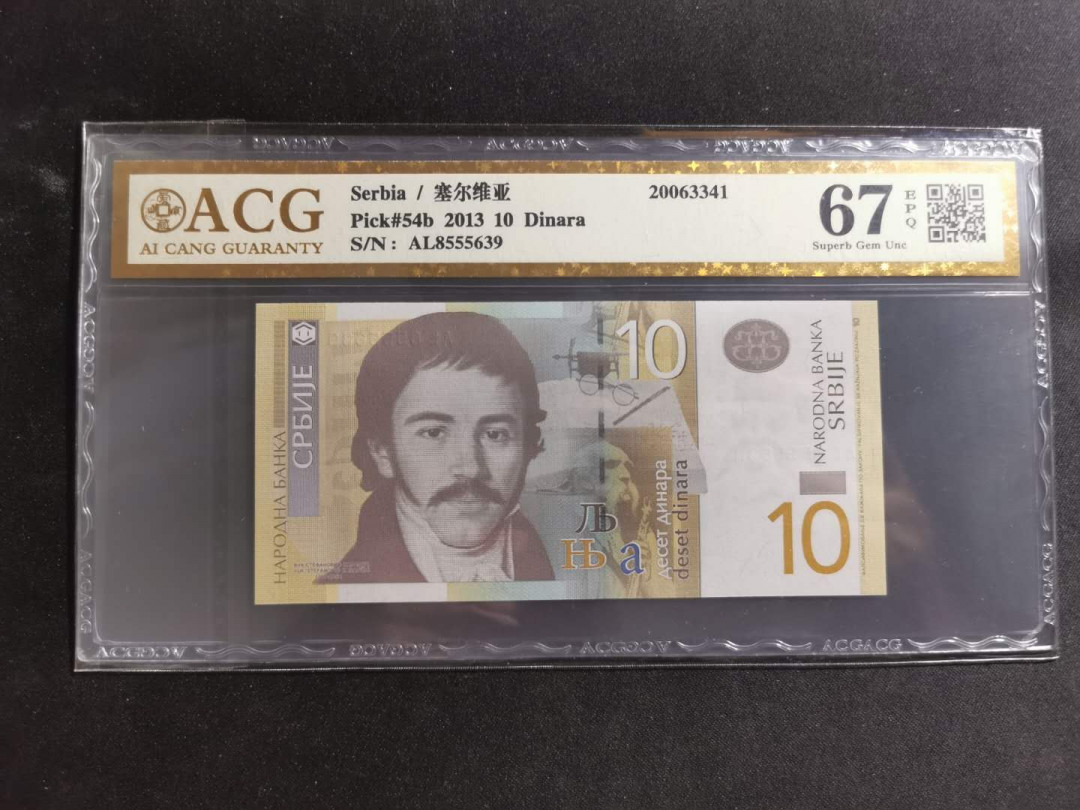 ACG
AI CANG GUARANTY
Serbia / 塞尔维亚
20063341
Pick#54b 2013 10 Dinara
S/N: AL8555639
67
EPQ
Superb Gem Unc
НАРОДНА БАНКА
СРБИЈЕ
10
Љ
Њ a
десет динара
deset dinara
NARODNA BANKA
SRBIJE
10
ACGACG